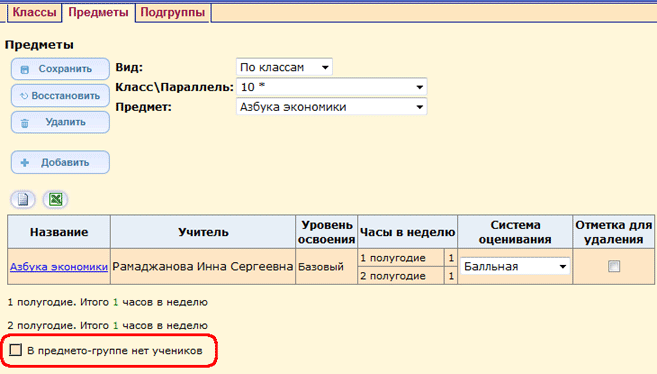 Классы Предметы Подгруппы
Предметы
Сохранить
Вид: По классам
Восстановить
Класс\Параллель: 10 *
Удалить
Предмет: Азбука экономики
Добавить
Название Учитель Уровень освоения Часы в неделю Система оценивания Отметка для удаления
Азбука экономики Рамаджанова Инна Сергеевна Базовый 1 полугодие 1 Балльная
2 полугодие 1
1 полугодие. Итого 1 часов в неделю
2 полугодие. Итого 1 часов в неделю
В предмето-группе нет учеников